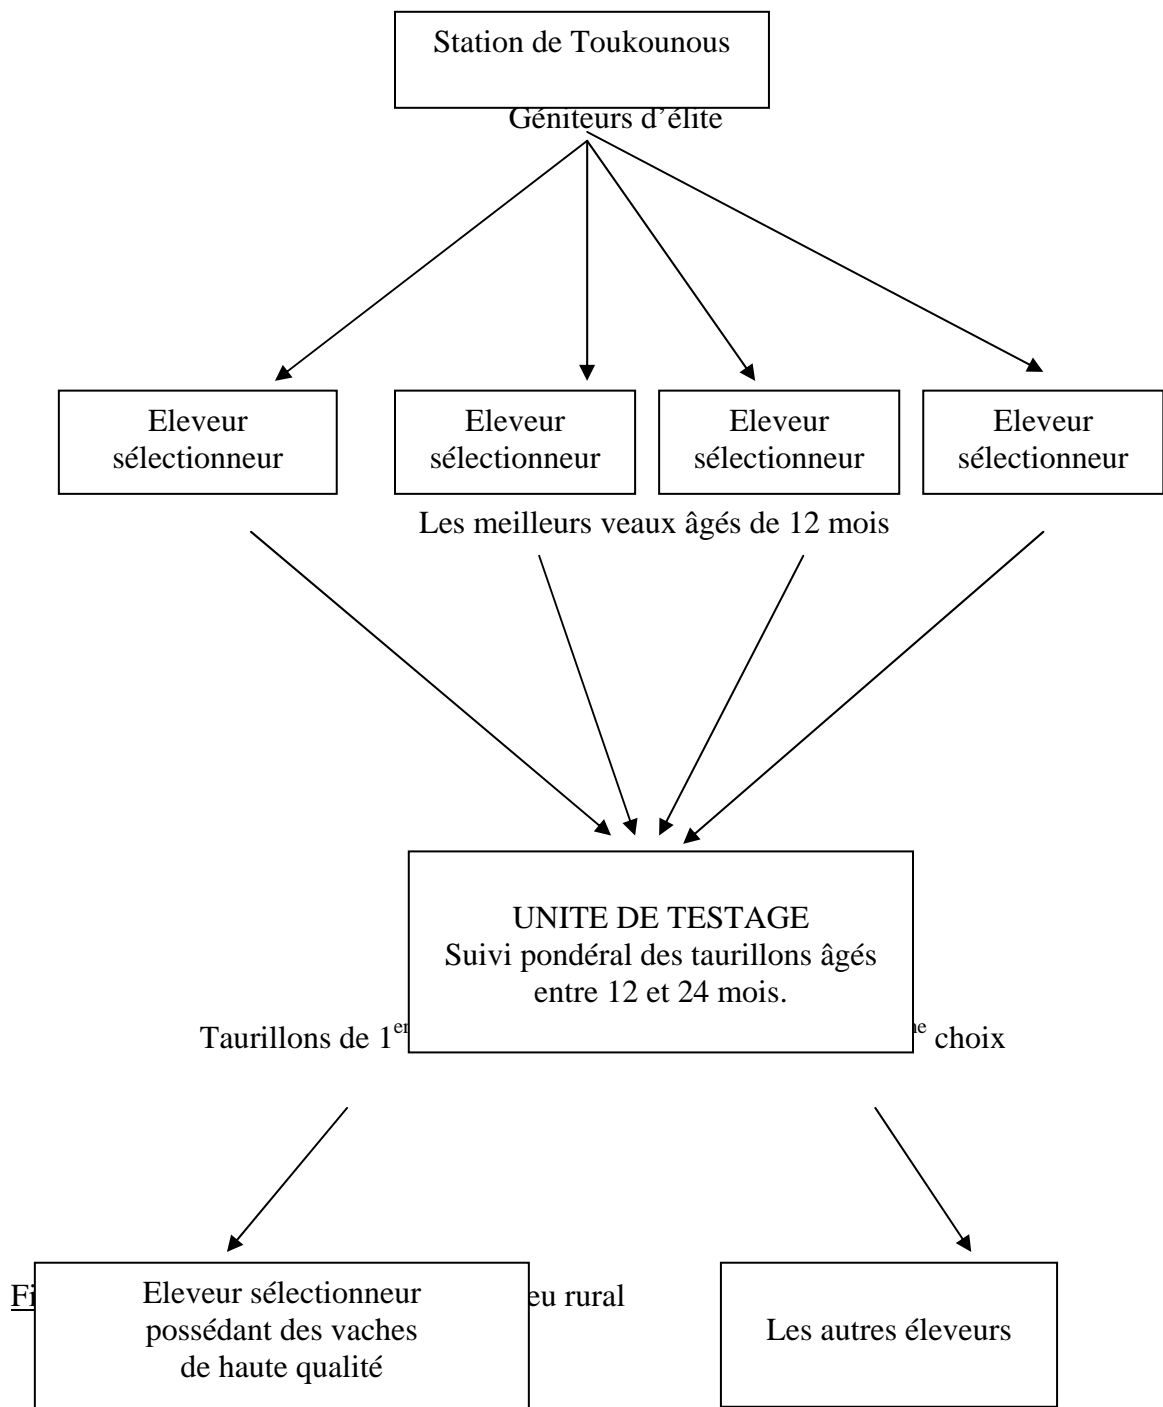 Station de Toukounous
Géniteurs d’élite
Eleveur
sélectionneur
Eleveur
sélectionneur
Eleveur
sélectionneur
Eleveur
sélectionneur
Les meilleurs veaux âgés de 12 mois
UNITE DE TESTAGE
Suivi pondéral des taurillons âgés
entre 12 et 24 mois.
Taurillons de 1er
choix
rural
Eleveur sélectionneur
possédant des vaches
de haute qualité
Les autres éleveurs